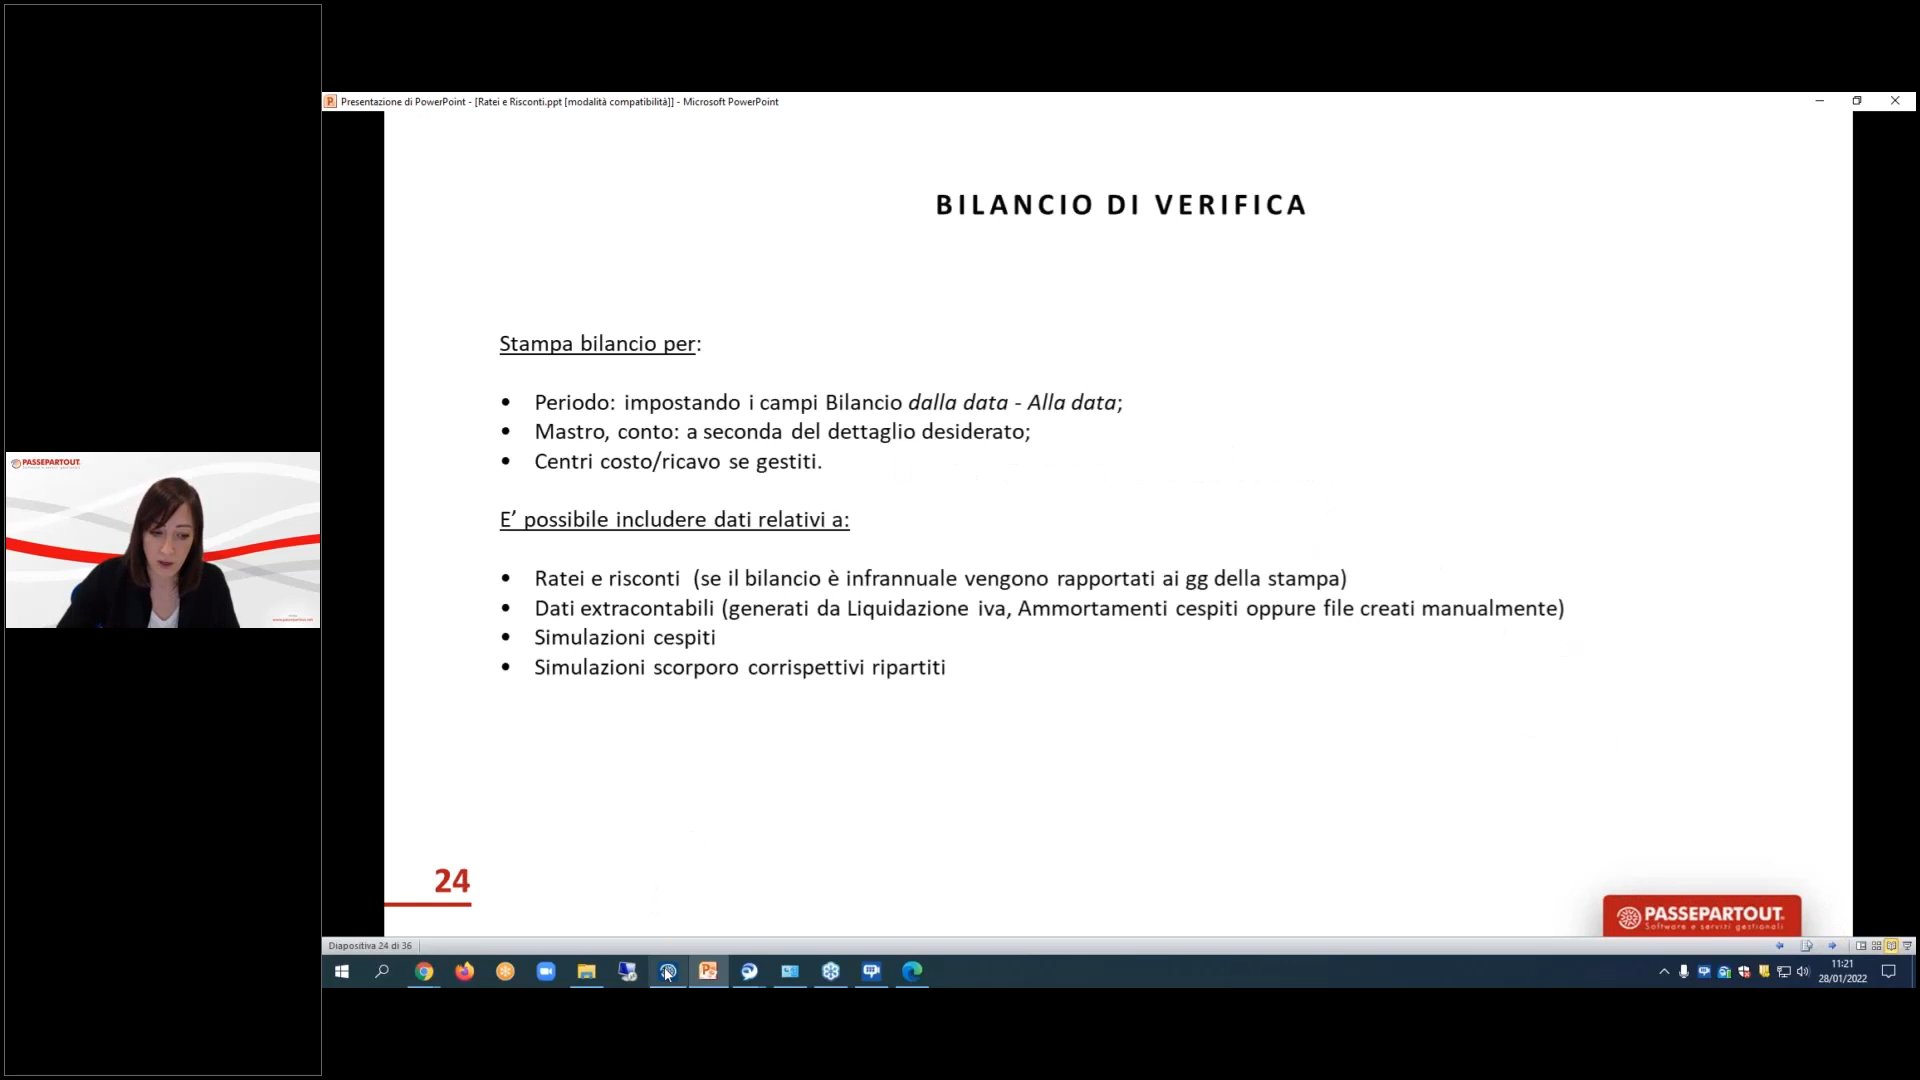 Presentazione di PowerPoint - [Ratei e Risconti.ppt [modalità compatibilità]] - Microsoft PowerPoint
BILANCIO DI VERIFICA
Stampa bilancio per:
• Periodo: impostando i campi Bilancio dalla data - Alla data;
• Mastro, conto: a seconda del dettaglio desiderato;
• Centri costo/ricavo se gestiti.
E’ possibile includere dati relativi a:
• Ratei e risconti (se il bilancio è infrannuale vengono rapportati ai gg della stampa)
• Dati extracontabili (generati da Liquidazione iva, Ammortamenti cespiti oppure file creati manualmente)
• Simulazioni cespiti
• Simulazioni scorporo corrispettivi ripartiti
24
PASSEPARTOUT
Software e servizi gestionali
Diapositiva 24 di 36
11:21
28/01/2022
PASSEPARTOUT